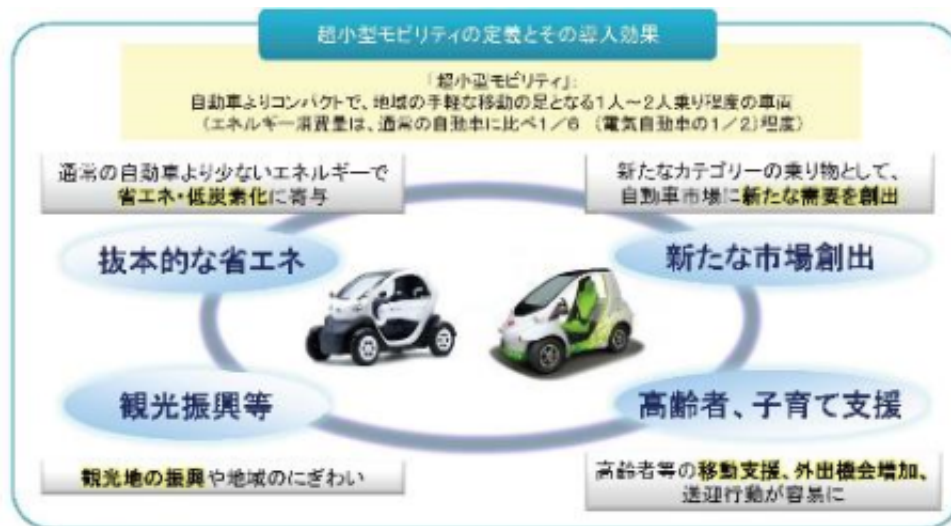 超小型モビリティの定義とその導入効果
「超小型モビリティ」:
自動車よりコンパクトで、地域の手軽な移動の足となる1人～2人乗り程度の車両
(エネルギー消費量は、通常の自動車に比べ1/6 (電気自動車の1/2)程度)
通常の自動車より少ないエネルギーで
省エネ・低炭素化に寄与
新たなカテゴリーの乗り物として、
自動車市場に新たな需要を創出
抜本的な省エネ
新たな市場創出
観光振興等
高齢者、子育て支援
観光地の振興や地域のにぎわい
高齢者等の移動支援、外出機会増加、
送迎行動が容易に